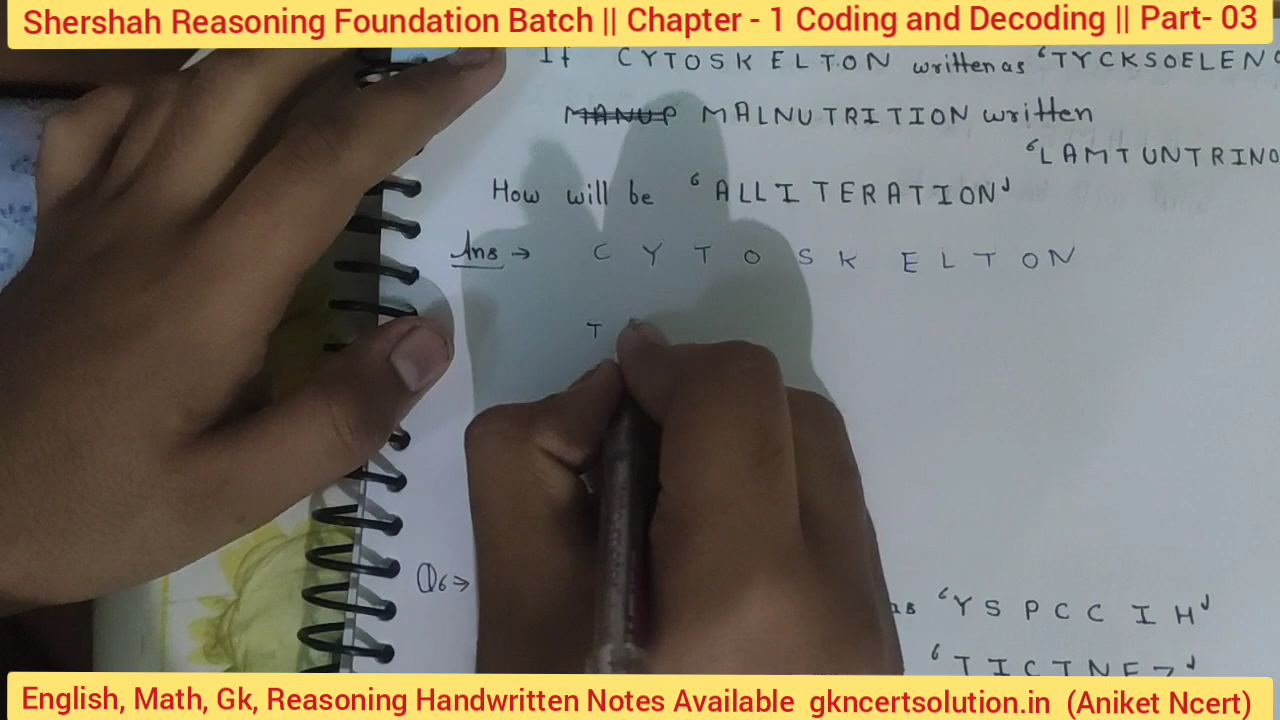 Shershah Reasoning Foundation Batch || Chapter - 1 Coding and Decoding || Part- 03
If CYTOSKELTON written as 'TYCKSOELENO
MANUP MALNUTRITION written
'LAMTUNTRINO
How will be 'ALLITERATION'
Ans → C Y T O S K E L T O N
T
Q6→ as 'YSPCCIH'
'TICTNE
English, Math, Gk, Reasoning Handwritten Notes Available gkncertsolution.in (Aniket Ncert)